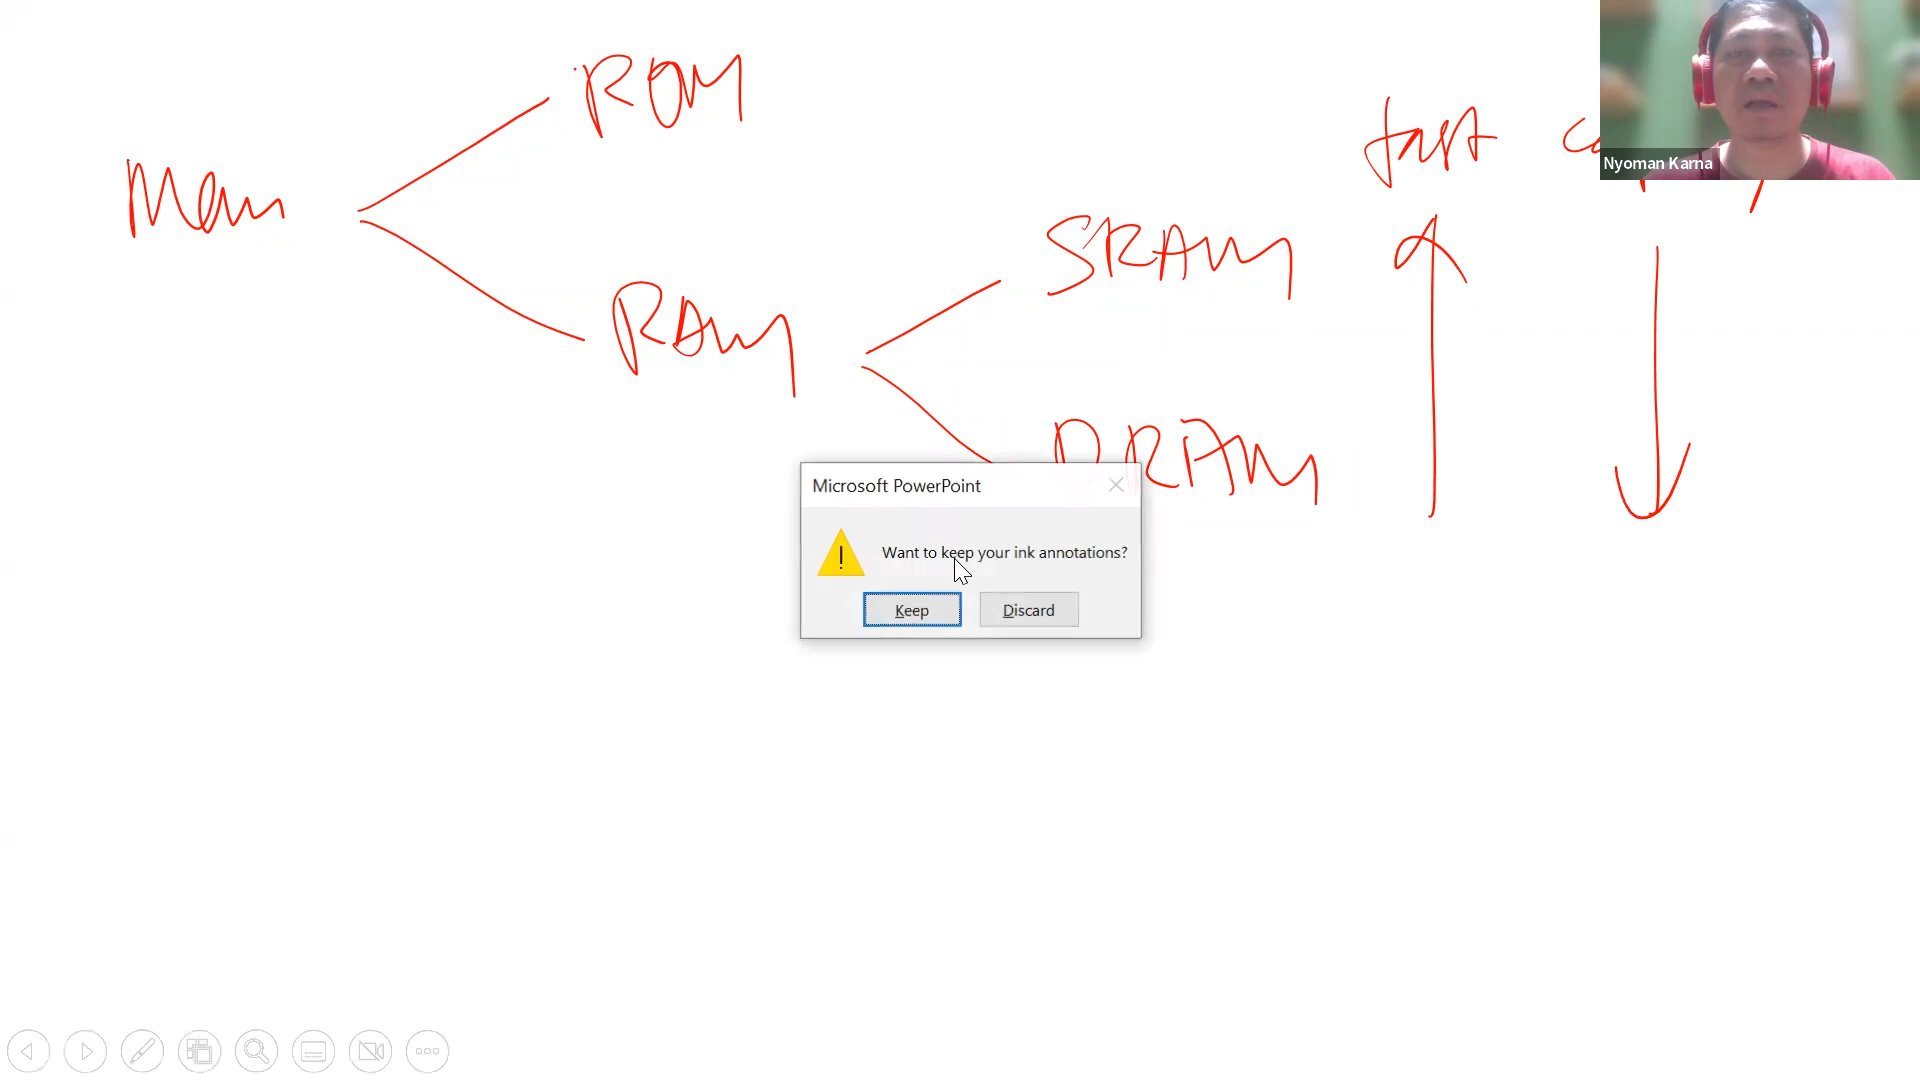 ROM
fast
Nyoman Karna
Mem
SRAM
RAM
DRAM
Microsoft PowerPoint
Want to keep your ink annotations?
Keep
Discard